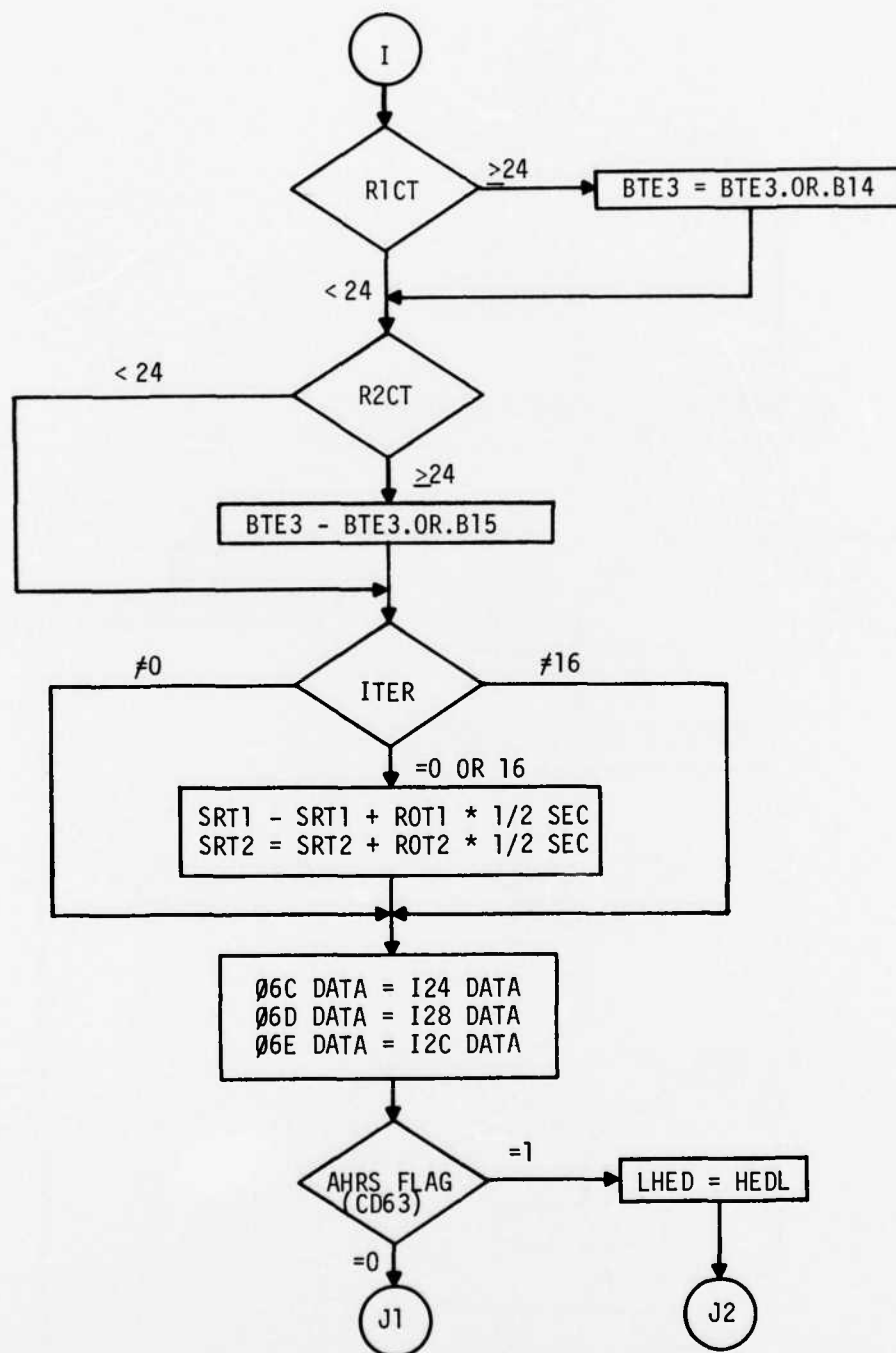 I
R1CT
≥24
BTE3 = BTE3.OR.B14
< 24
< 24
R2CT
≥24
BTE3 - BTE3.OR.B15
≠0
ITER
≠16
=0 OR 16
SRT1 - SRT1 + ROT1 * 1/2 SEC
SRT2 = SRT2 + ROT2 * 1/2 SEC
Ø6C DATA = I24 DATA
Ø6D DATA = I28 DATA
Ø6E DATA = I2C DATA
AHRS FLAG
(CD63)
=1
LHED = HEDL
=0
J1
J2